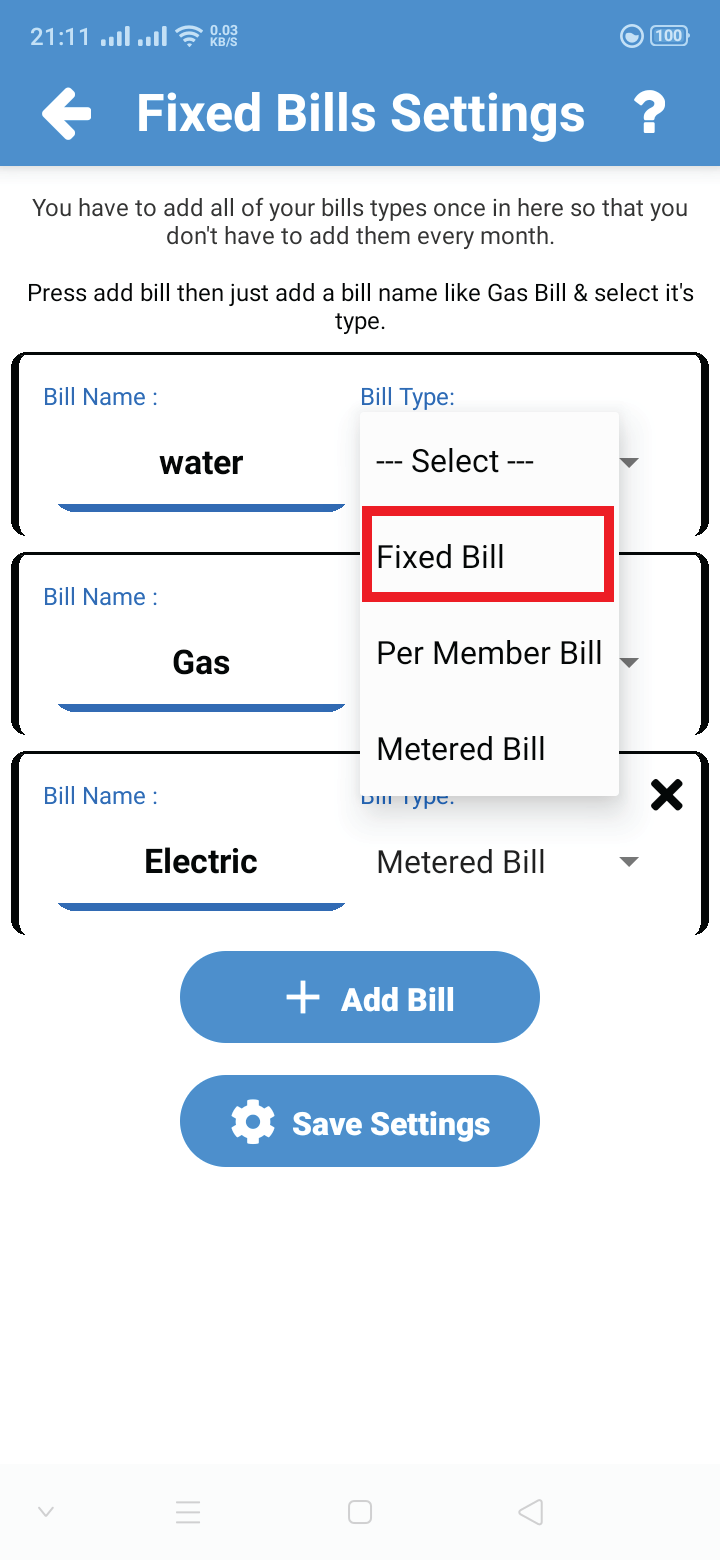 21:11 0.03 KB/S 100
Fixed Bills Settings ?
You have to add all of your bills types once in here so that you
don't have to add them every month.
Press add bill then just add a bill name like Gas Bill & select it's
type.
Bill Name : Bill Type:
water --- Select ---
Fixed Bill
Bill Name :
Gas Per Member Bill
Metered Bill
Bill Name : Bill Type:
Electric Metered Bill
Add Bill
Save Settings